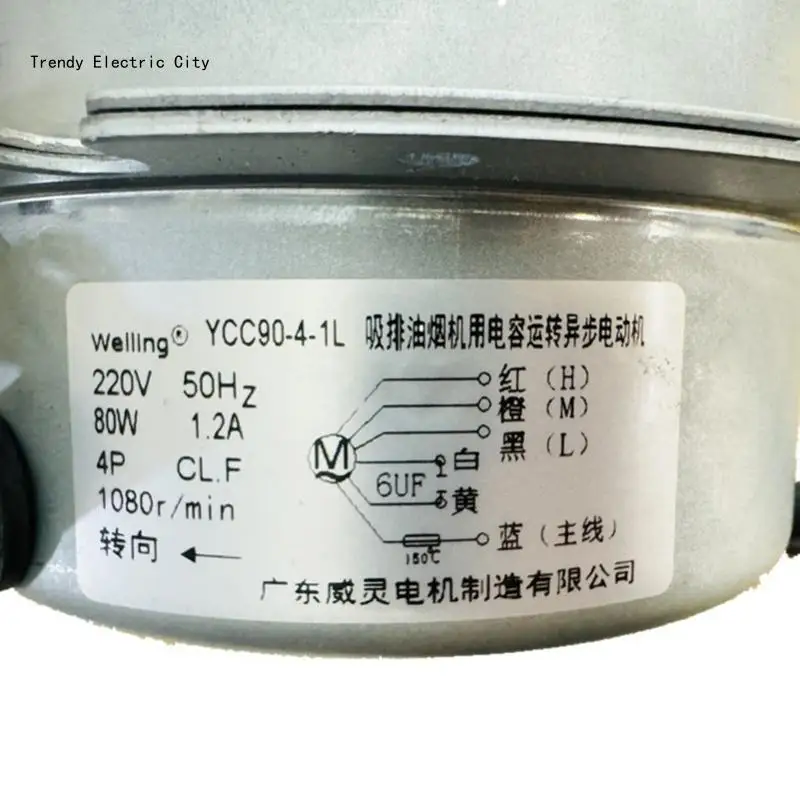 Trendy Electric City
Welling® YCC90-4-1L 吸排油烟机用电容运转异步电动机
220V 50Hz
80W 1.2A
4P CL.F
1080r/min
转向 ←
M
红（H）
橙（M）
黑（L）
白
6UF
黄
蓝（主线）
150℃
广东威灵电机制造有限公司